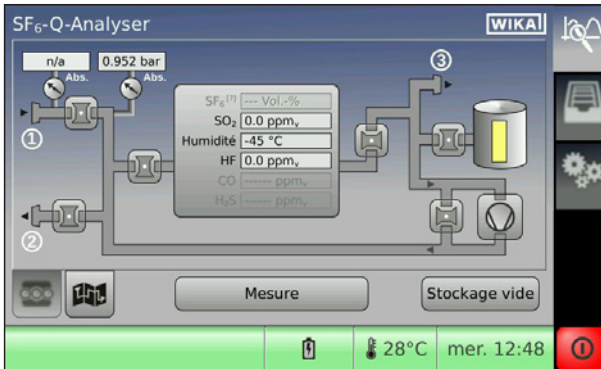 SF₆-Q-Analyser
WIKA
n/a 0.952 bar
Abs. Abs.
① ③
SF₆ [?] --- Vol.-%
SO₂ 0.0 ppmᵥ
Humidité -45 °C
HF 0.0 ppmᵥ
CO ------ ppmᵥ
H₂S ------ ppmᵥ
②
Mesure Stockage vide
28°C mer. 12:48